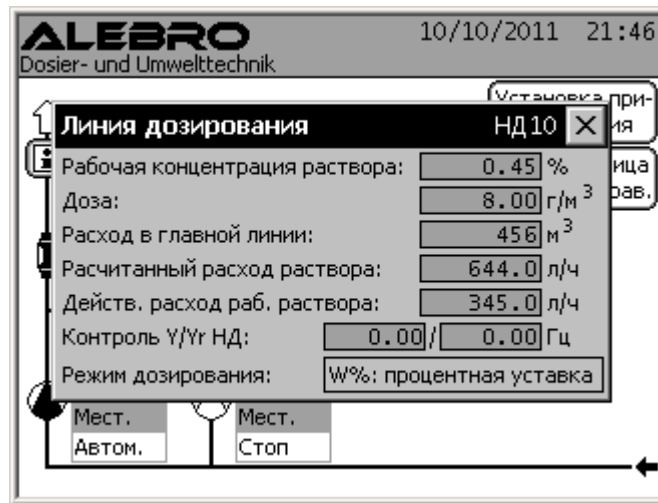 ALEBRO 10/10/2011 21:46
Dosier- und Umwelttechnik
Установка при-
ия
ица
рав.)
Линия дозирования НД10 X
Рабочая концентрация раствора: 0.45 %
Доза: 8.00 г/м³
Расход в главной линии: 456 м³
Расчитанный расход раствора: 644.0 л/ч
Действ. расход раб. раствора: 345.0 л/ч
Контроль Y/Yr НД: 0.00 / 0.00 Гц
Режим дозирования: W%: процентная уставка
Мест. Мест.
Автом. Стоп